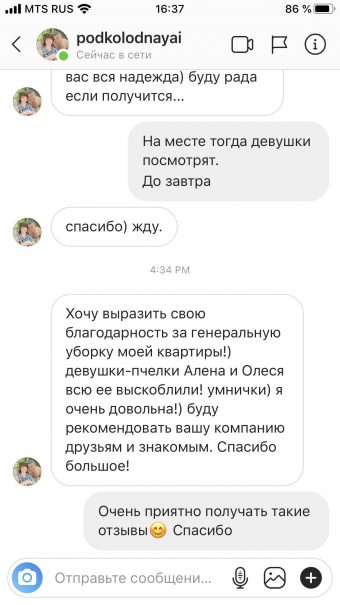 MTS RUS 16:37 86 %
podkolodnayai
Сейчас в сети
вас вся надежда) буду рада
если получится...
На месте тогда девушки
посмотрят.
До завтра
спасибо) жду.
4:34 PM
Хочу выразить свою
благодарность за генеральную
уборку моей квартиры!)
девушки-пчелки Алена и Олеся
всю ее выскоблили! умнички) я
очень довольна!) буду
рекомендовать вашу компанию
друзьям и знакомым. Спасибо
большое!
Очень приятно получать такие
отзывы😊 Спасибо
Отправьте сообщени...